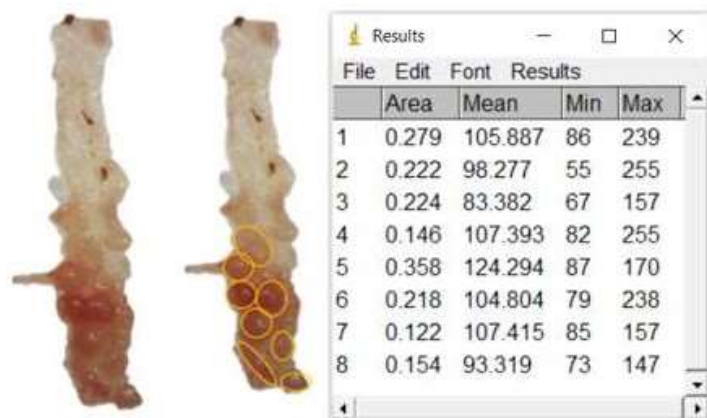 Results
File Edit Font Results
Area Mean Min Max
1 0.279 105.887 86 239
2 0.222 98.277 55 255
3 0.224 83.382 67 157
4 0.146 107.393 82 255
5 0.358 124.294 87 170
6 0.218 104.804 79 238
7 0.122 107.415 85 157
8 0.154 93.319 73 147